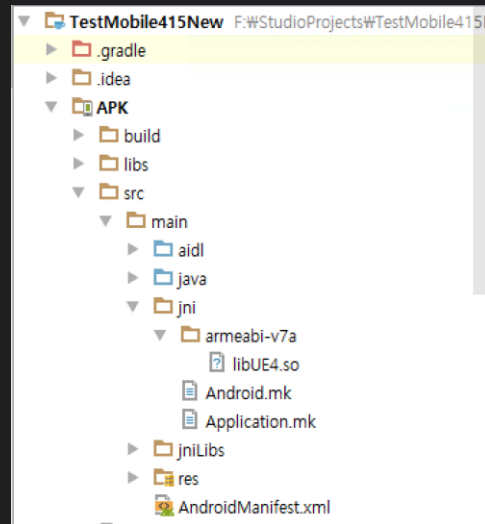 TestMobile415New F:₩StudioProjects₩TestMobile415
.gradle
.idea
APK
build
libs
src
main
aidl
java
jni
armeabi-v7a
libUE4.so
Android.mk
Application.mk
jniLibs
res
AndroidManifest.xml